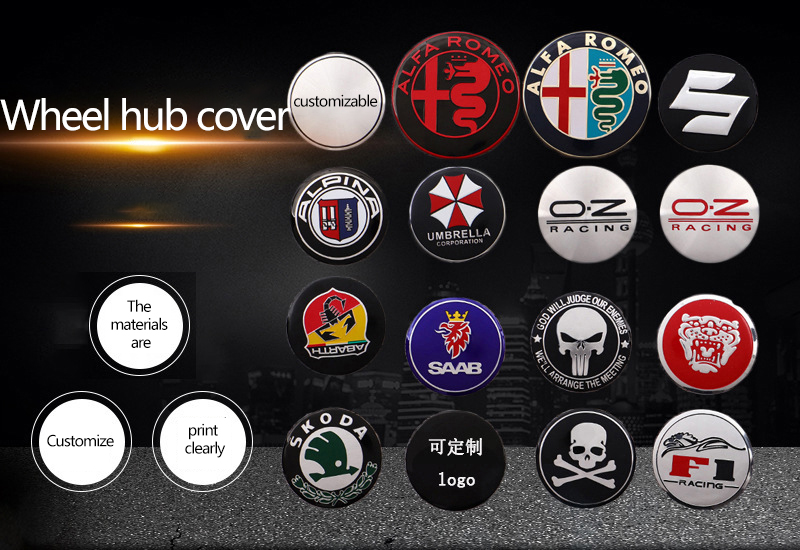 Wheel hub cover
customizable
ALFA ROMEO
ALFA ROMEO
ALPINA
UMBRELLA
CORPORATION
O·Z
RACING
O·Z
RACING
The
materials
are
ABARTH
SAAB
GOD WILL JUDGE OUR ENEMIES
WE'LL ARRANGE THE MEETING
Customize
print
clearly
SKODA
可定制
logo
F1
RACING